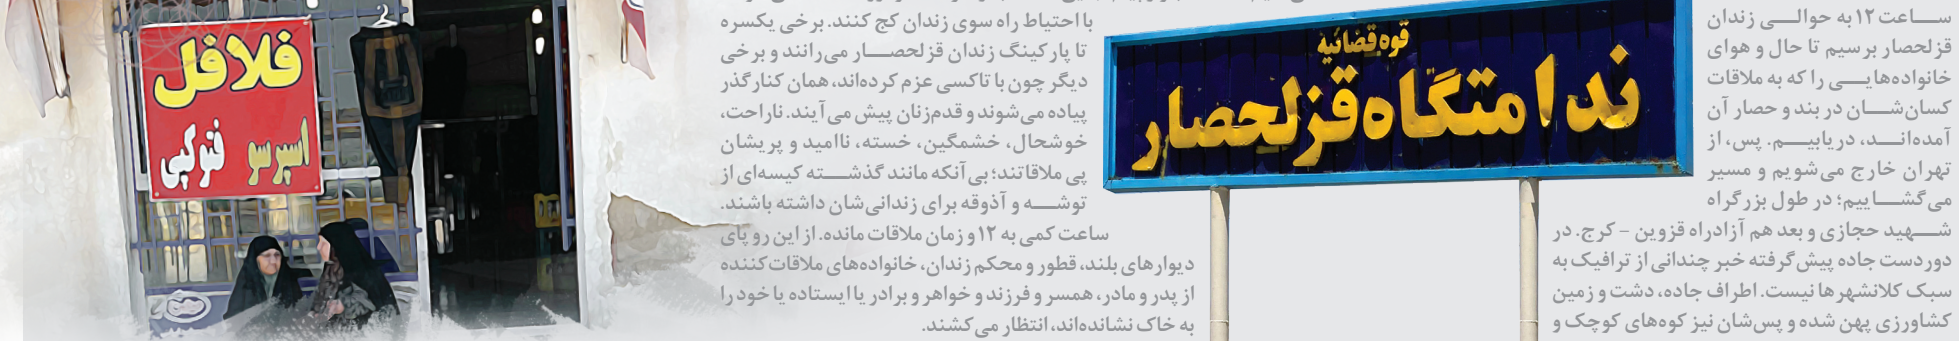 ساعت ۱۲ به حوالی زندان
قزلحصار برسیم تا حال و هوای
خانواده‌هایی را که به ملاقات
کسان‌شان در بند و حصار آن
آمده‌اند، دریابیم. پس، از
تهران خارج می‌شویم و مسیر
می‌گشاییم؛ در طول بزرگراه
شهید حجازی و بعد هم آزادراه قزوین - کرج. در
دوردست جاده پیش‌گرفته خبر چندانی از ترافیک به
سبک کلانشهرها نیست. اطراف جاده، دشت و زمین
کشاورزی پهن شده و پس‌شان نیز کوه‌های کوچک و
قوه قضائیه
ندامتگاه قزلحصار
با احتیاط راه سوی زندان کج کنند. برخی یکسره
تا پارکینگ زندان قزلحصار می‌رانند و برخی
دیگر چون با تاکسی عزم کرده‌اند، همان کنارگذر
پیاده می‌شوند و قدم‌زنان پیش می‌آیند. ناراحت،
خوشحال، خشمگین، خسته، ناامید و پریشان
پی ملاقاتند؛ بی‌آنکه مانند گذشته کیسه‌ای از
توشه و آذوقه برای زندانی‌شان داشته باشند.
ساعت کمی به ۱۲ و زمان ملاقات مانده. از این رو پای
دیوارهای بلند، قطور و محکم زندان، خانواده‌های ملاقات‌کننده
از پدر و مادر، همسر و فرزند و خواهر و برادر یا ایستاده یا خود را
به خاک نشانده‌اند، انتظار می‌کشند.
فلافل
اسپرسو
فتوکپی